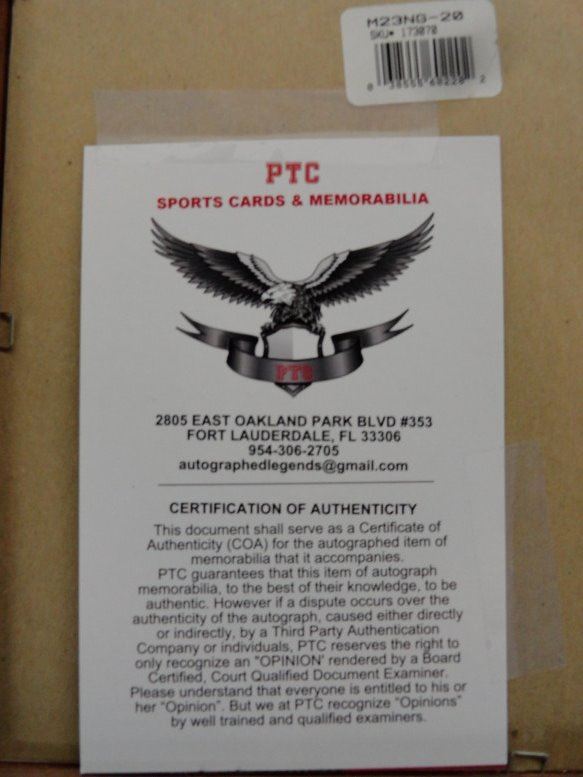 M23NG-20
SKU# 173070
PTC
SPORTS CARDS & MEMORABILIA
PTC
2805 EAST OAKLAND PARK BLVD #353
FORT LAUDERDALE, FL 33306
954-306-2705
autographedlegends@gmail.com
CERTIFICATION OF AUTHENTICITY
This document shall serve as a Certificate of
Authenticity (COA) for the autographed item of
memorabilia that it accompanies.
PTC guarantees that this item of autograph
memorabilia, to the best of their knowledge, to be
authentic. However if a dispute occurs over the
authenticity of the autograph, caused either directly
or indirectly, by a Third Party Authentication
Company or individuals, PTC reserves the right to
only recognize an "OPINION' rendered by a Board
Certified, Court Qualified Document Examiner.
Please understand that everyone is entitled to his or
her "Opinion". But we at PTC recognize "Opinions"
by well trained and qualified examiners.